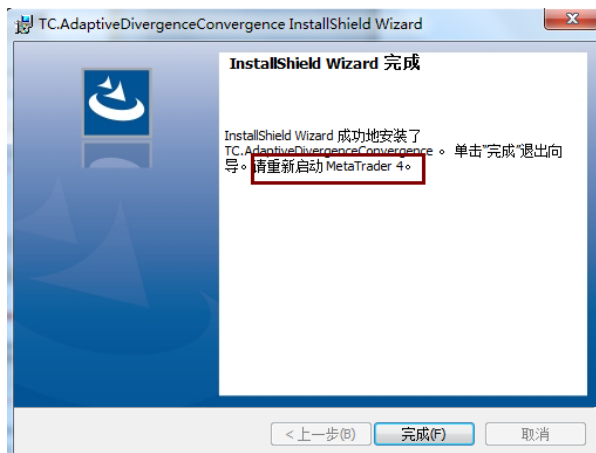 TC.AdaptiveDivergenceConvergence InstallShield Wizard
InstallShield Wizard 完成
InstallShield Wizard 成功地安装了
TC.AdaptiveDivergenceConvergence 。 单击“完成”退出向
导。请重新启动 MetaTrader 4。
<上一步(B) 完成(F) 取消